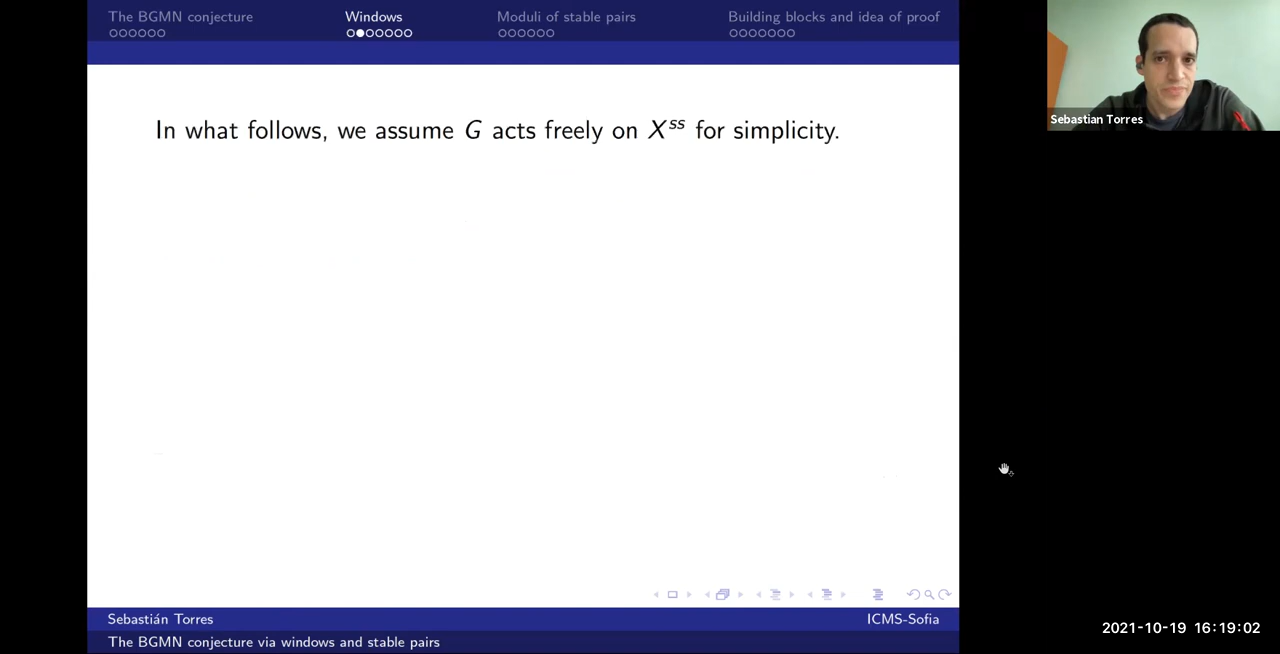 The BGMN conjecture Windows Moduli of stable pairs Building blocks and idea of proof
In what follows, we assume G acts freely on X^ss for simplicity.
Sebastian Torres
Sebastián Torres ICMS-Sofia
The BGMN conjecture via windows and stable pairs
2021-10-19 16:19:02